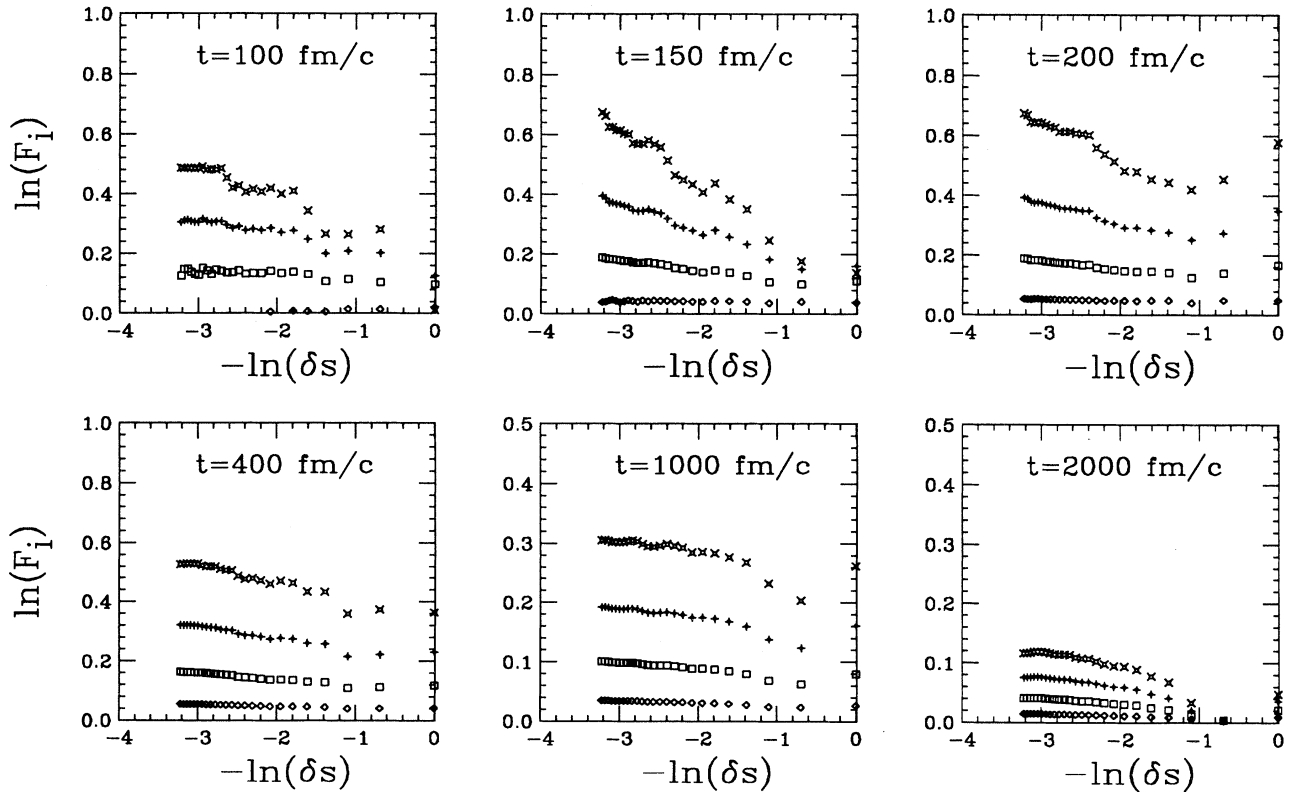 t=100 fm/c
t=150 fm/c
t=200 fm/c
ln(F_i)
1.0
0.8
0.6
0.4
0.2
0.0
-4 -3 -2 -1 0
1.0
0.8
0.6
0.4
0.2
0.0
-4 -3 -2 -1 0
1.0
0.8
0.6
0.4
0.2
0.0
-4 -3 -2 -1 0
-ln(δs)
-ln(δs)
-ln(δs)
t=400 fm/c
t=1000 fm/c
t=2000 fm/c
ln(F_i)
1.0
0.8
0.6
0.4
0.2
0.0
-4 -3 -2 -1 0
0.5
0.4
0.3
0.2
0.1
0.0
-4 -3 -2 -1 0
0.5
0.4
0.3
0.2
0.1
0.0
-4 -3 -2 -1 0
-ln(δs)
-ln(δs)
-ln(δs)